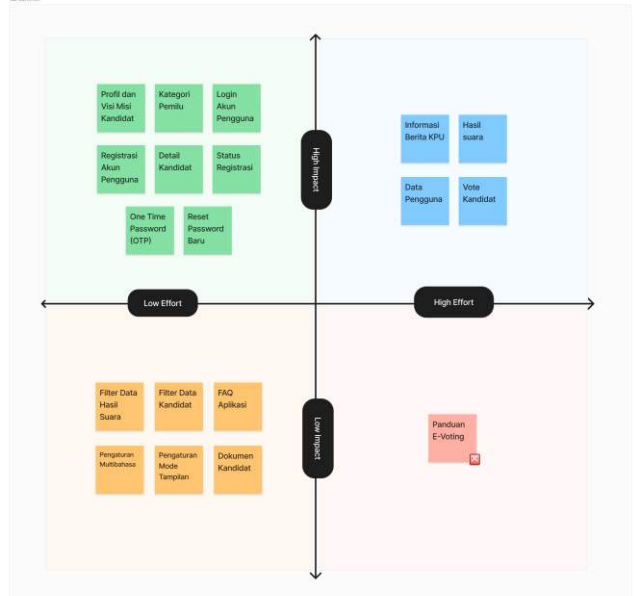 Profil dan
Visi Misi
Kandidat
Kategori
Pemilu
Login
Akun
Pengguna
Registrasi
Akun
Pengguna
Detail
Kandidat
Status
Registrasi
One Time
Password
(OTP)
Reset
Password
Baru
High Impact
Informasi
Berita KPU
Hasil
suara
Data
Pengguna
Vote
Kandidat
Low Effort
High Effort
Filter Data
Hasil
Suara
Filter Data
Kandidat
FAQ
Aplikasi
Pengaturan
Multibahasa
Pengaturan
Mode
Tampilan
Dokumen
Kandidat
Low Impact
Panduan
E-Voting